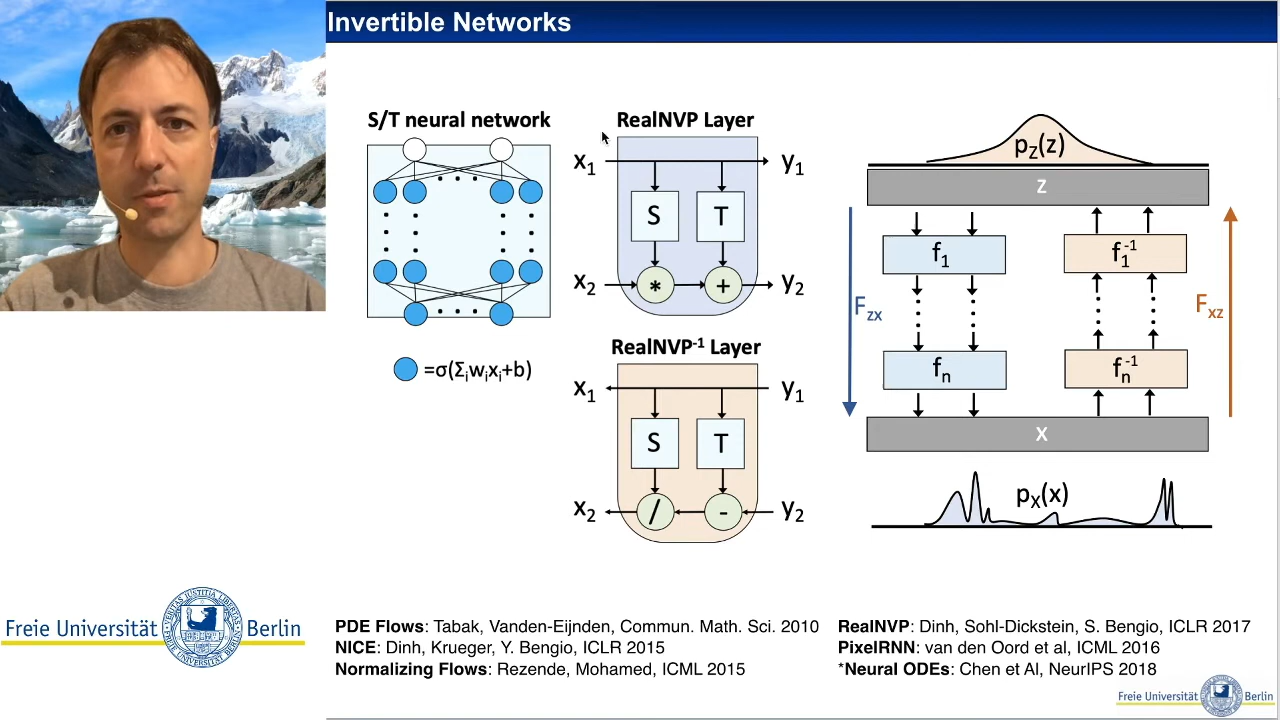 Invertible Networks
S/T neural network
=σ(Σᵢwᵢxᵢ+b)
RealNVP Layer
x₁
y₁
S
T
x₂
*
+
y₂
RealNVP⁻¹ Layer
x₁
y₁
S
T
x₂
/
-
y₂
p_Z(z)
z
f₁
f₁⁻¹
F_zx
F_xz
fₙ
fₙ⁻¹
x
p_X(x)
Freie Universität Berlin
PDE Flows: Tabak, Vanden-Eijnden, Commun. Math. Sci. 2010
NICE: Dinh, Krueger, Y. Bengio, ICLR 2015
Normalizing Flows: Rezende, Mohamed, ICML 2015
RealNVP: Dinh, Sohl-Dickstein, S. Bengio, ICLR 2017
PixelRNN: van den Oord et al, ICML 2016
*Neural ODEs: Chen et Al, NeurIPS 2018
Freie Universität Berlin